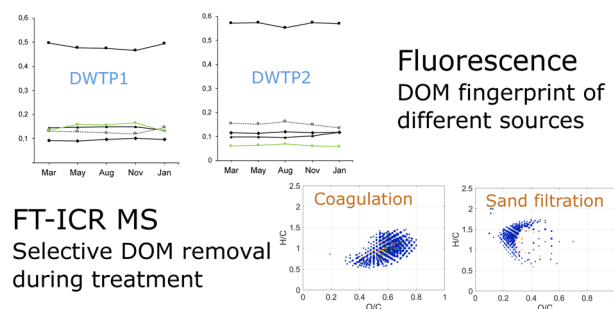 0,6
0,5
0,4
0,3
0,2
0,1
DWTP1
Mar May Aug Nov Jan
0,6
0,5
0,4
0,3
0,2
0,1
0
DWTP2
Mar May Aug Nov Jan
Fluorescence
DOM fingerprint of
different sources
FT-ICR MS
Selective DOM removal
during treatment
Coagulation
2.5
2
1.5
1
0.5
0
H/C
0 0.2 0.4 0.6 0.8 1
O/C
Sand filtration
2.5
2
1.5
1
0.5
0
H/C
0 0.2 0.4 0.6 0.8 1
O/C